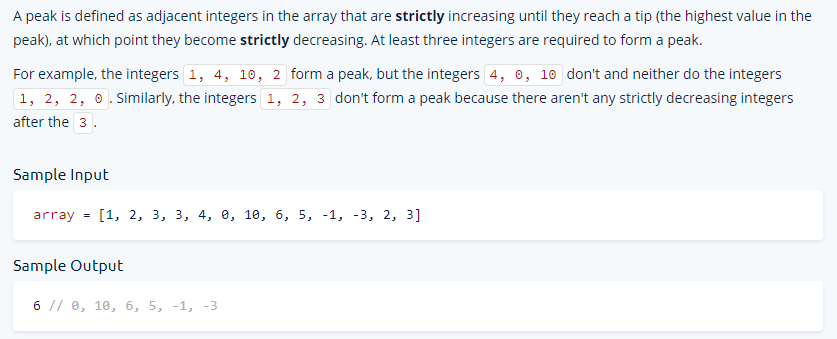 A peak is defined as adjacent integers in the array that are strictly increasing until they reach a tip (the highest value in the
peak), at which point they become strictly decreasing. At least three integers are required to form a peak.
For example, the integers 1, 4, 10, 2 form a peak, but the integers 4, 0, 10 don't and neither do the integers
1, 2, 2, 0. Similarly, the integers 1, 2, 3 don't form a peak because there aren't any strictly decreasing integers
after the 3.
Sample Input
array = [1, 2, 3, 3, 4, 0, 10, 6, 5, -1, -3, 2, 3]
Sample Output
6 // 0, 10, 6, 5, -1, -3